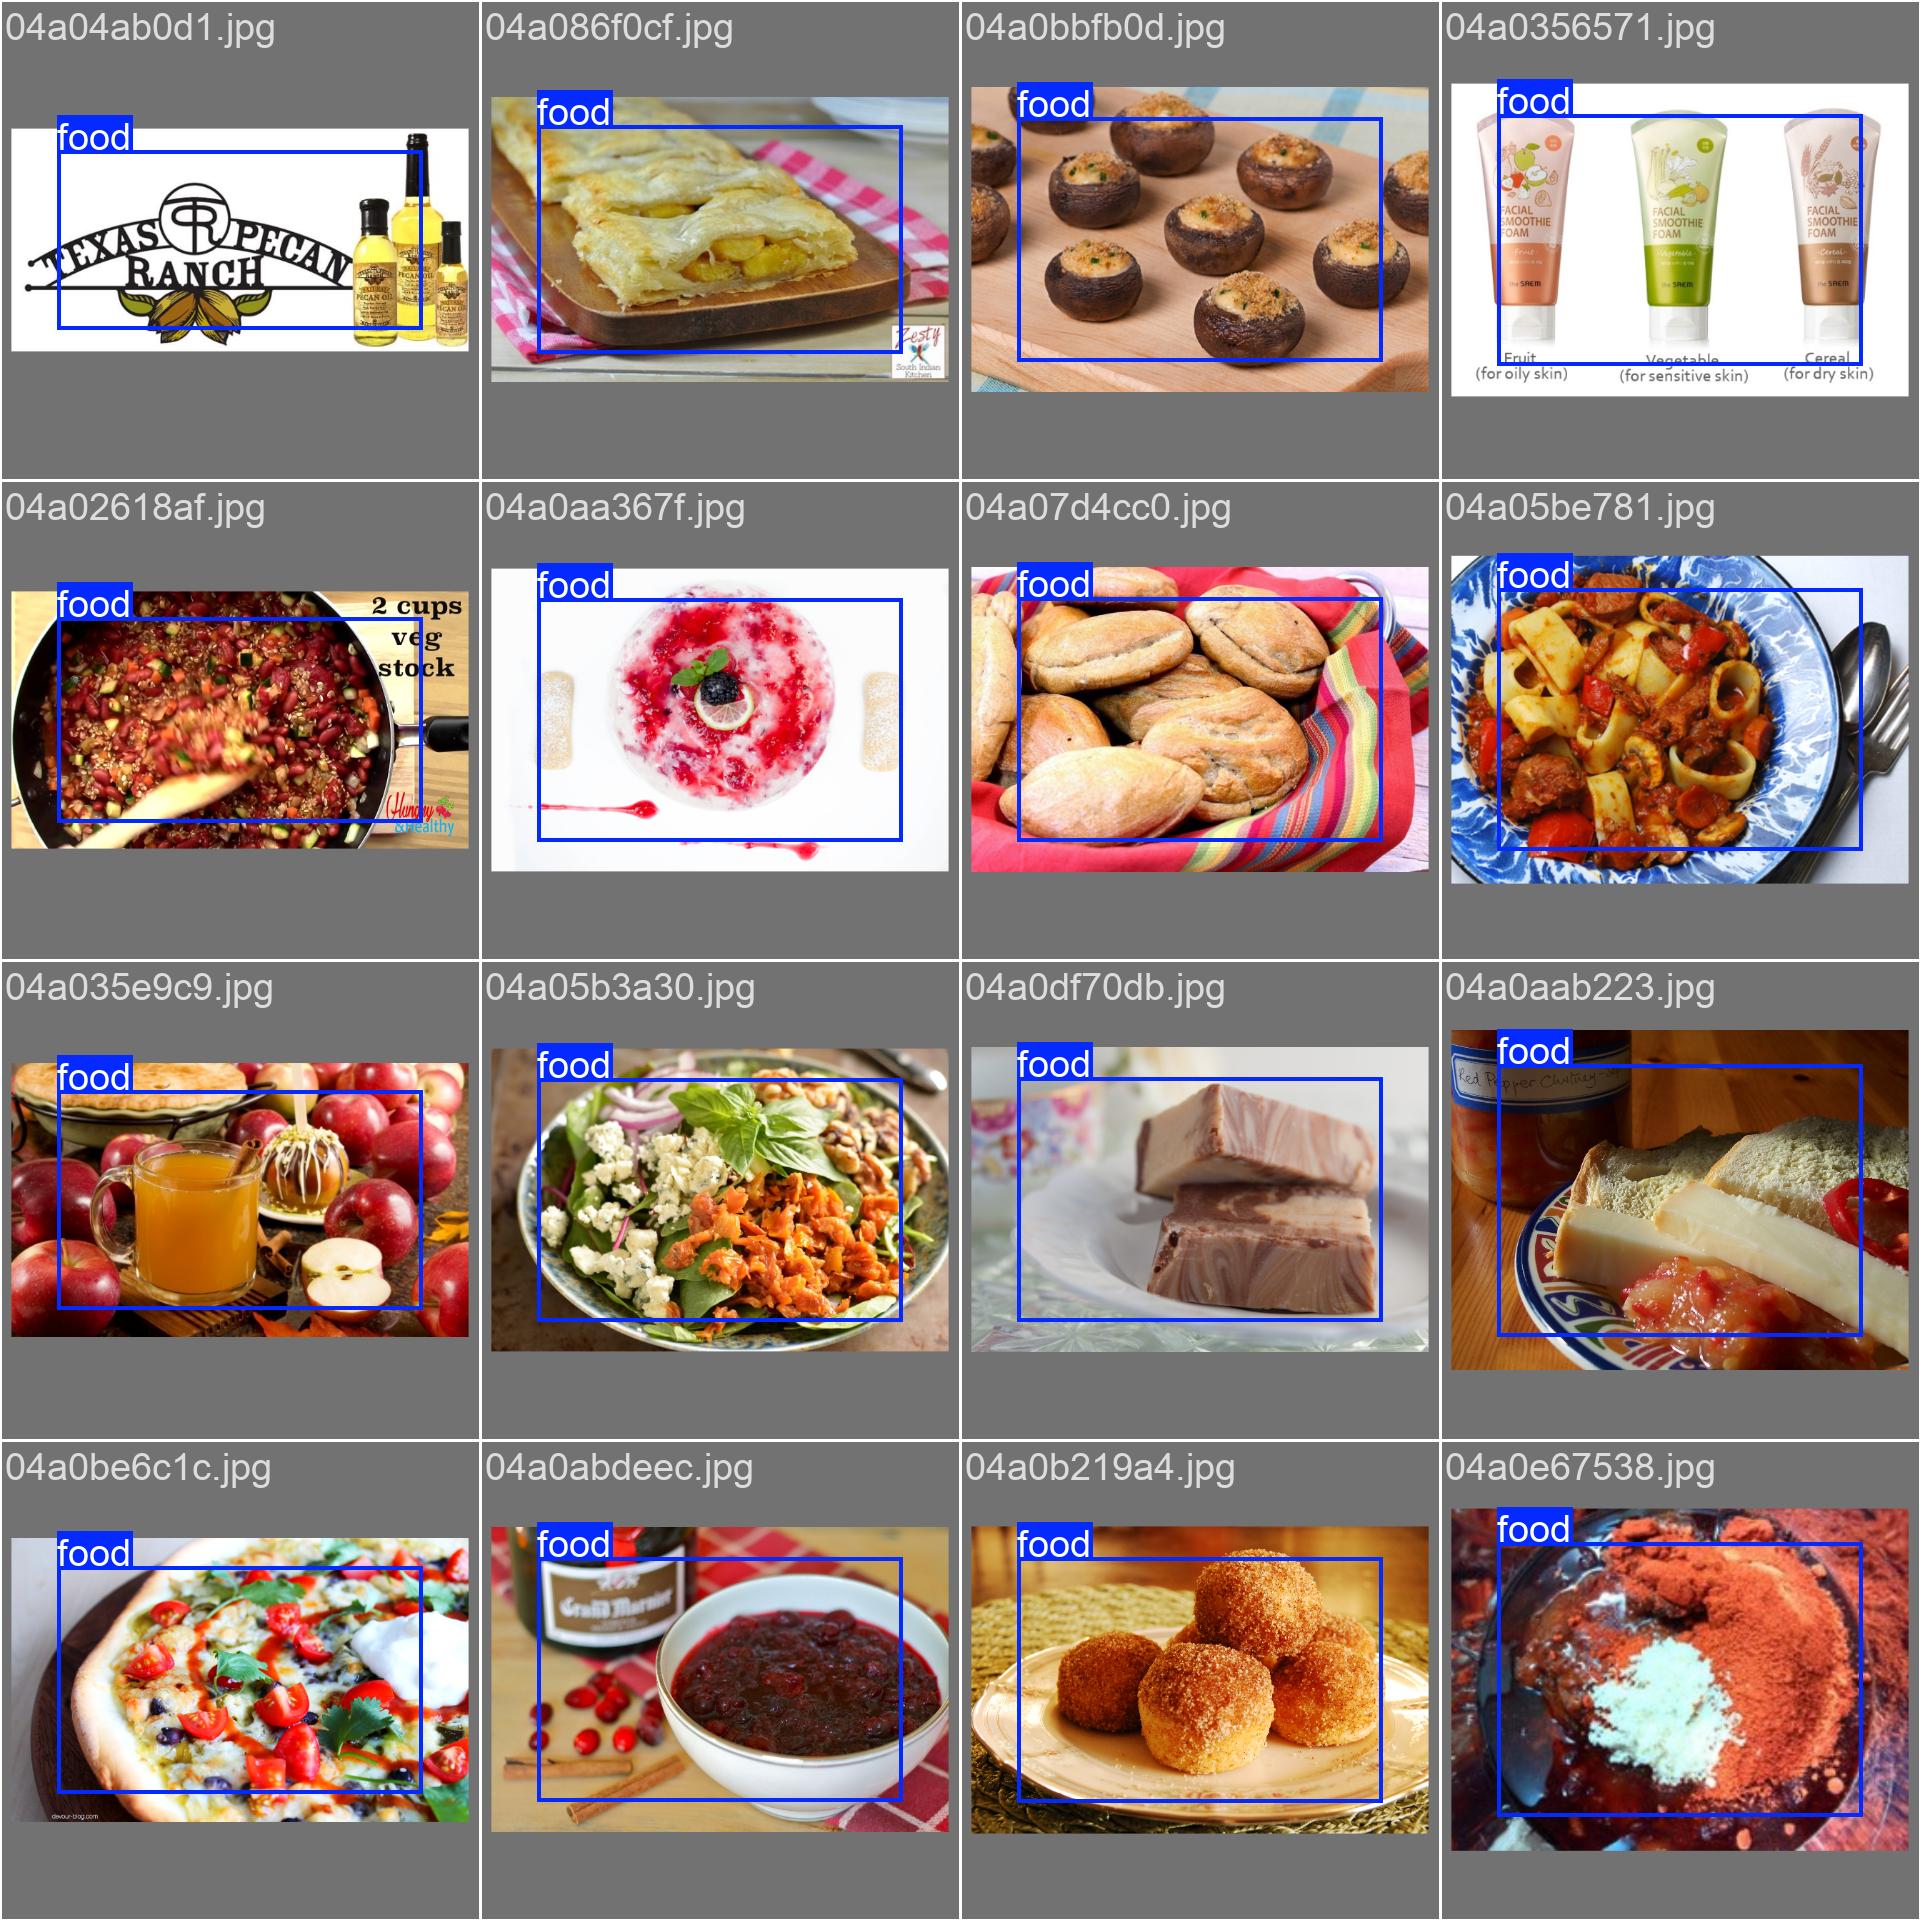 04a04ab0d1.jpg
04a086f0cf.jpg
04a0bbfb0d.jpg
04a0356571.jpg
food
food
food
food
TEXAS PECAN
RANCH
PECAN OIL
PECAN OIL
PECAN OIL
Zesty
South Indian
Kitchen
FACIAL
SMOOTHIE
FOAM
Fruit
the SAEM
FACIAL
SMOOTHIE
FOAM
Vegetable
the SAEM
FACIAL
SMOOTHIE
FOAM
Cereal
the SAEM
Fruit
(for oily skin)
Vegetable
(for sensitive skin)
Cereal
(for dry skin)
04a02618af.jpg
04a0aa367f.jpg
04a07d4cc0.jpg
04a05be781.jpg
food
food
food
food
2 cups
veg
stock
Hungry
&Healthy
04a035e9c9.jpg
04a05b3a30.jpg
04a0df70db.jpg
04a0aab223.jpg
food
food
food
food
Red Pepper Chutney
04a0be6c1c.jpg
04a0abdeec.jpg
04a0b219a4.jpg
04a0e67538.jpg
food
food
food
food
Grand Marnier
devour-blog.com